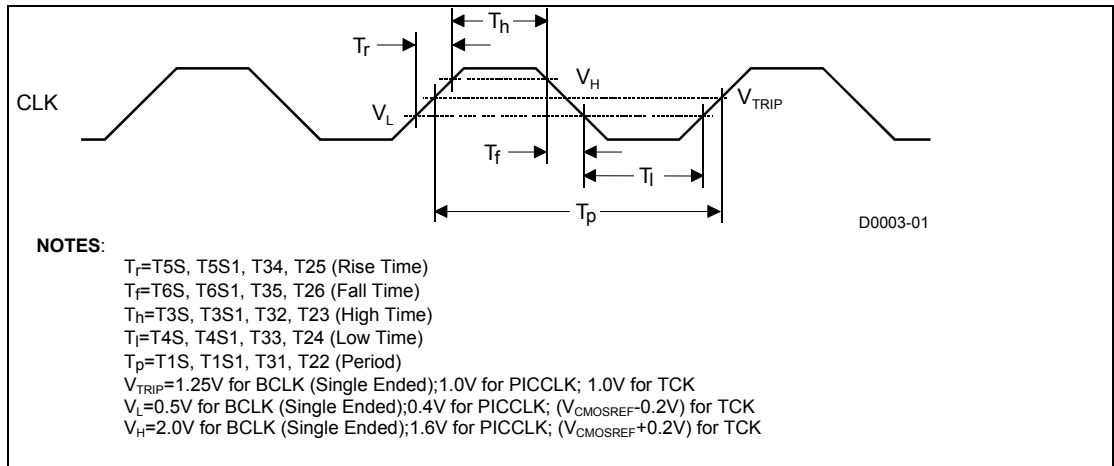 Th
Tr
CLK
VH
VTRIP
VL
Tf
Tl
Tp
D0003-01
NOTES:
Tr=T5S, T5S1, T34, T25 (Rise Time)
Tf=T6S, T6S1, T35, T26 (Fall Time)
Th=T3S, T3S1, T32, T23 (High Time)
Tl=T4S, T4S1, T33, T24 (Low Time)
Tp=T1S, T1S1, T31, T22 (Period)
VTRIP=1.25V for BCLK (Single Ended);1.0V for PICCLK; 1.0V for TCK
VL=0.5V for BCLK (Single Ended);0.4V for PICCLK; (VCMOSREF-0.2V) for TCK
VH=2.0V for BCLK (Single Ended);1.6V for PICCLK; (VCMOSREF+0.2V) for TCK